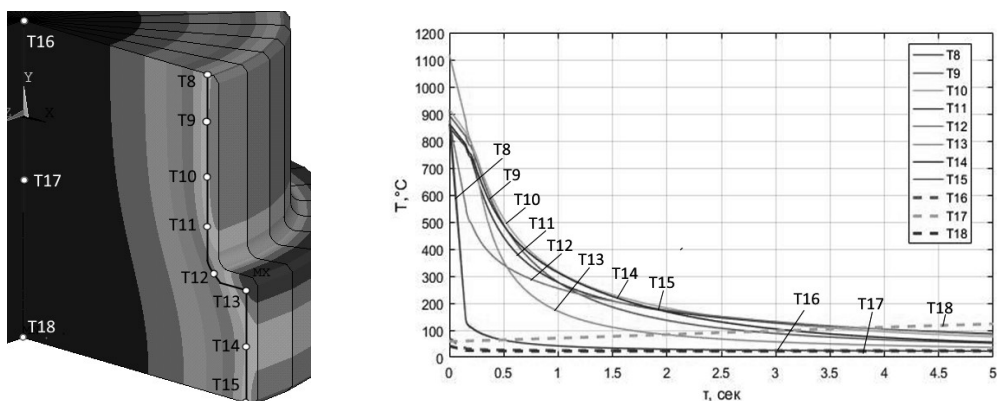 T16
Y
Z
X
T8
T9
T10
T17
T11
T12
MX
T13
T18
T14
T15
1200
1100
1000
900
800
700
600
500
400
300
200
100
0
T,°C
T8
T9
T10
T11
T12
T13
T14
T15
T16
T17
T18
T8
T9
T10
T11
T12
T13
T14
T15
T16
T17
T18
0 0.5 1 1.5 2 2.5 3 3.5 4 4.5 5
τ, сек